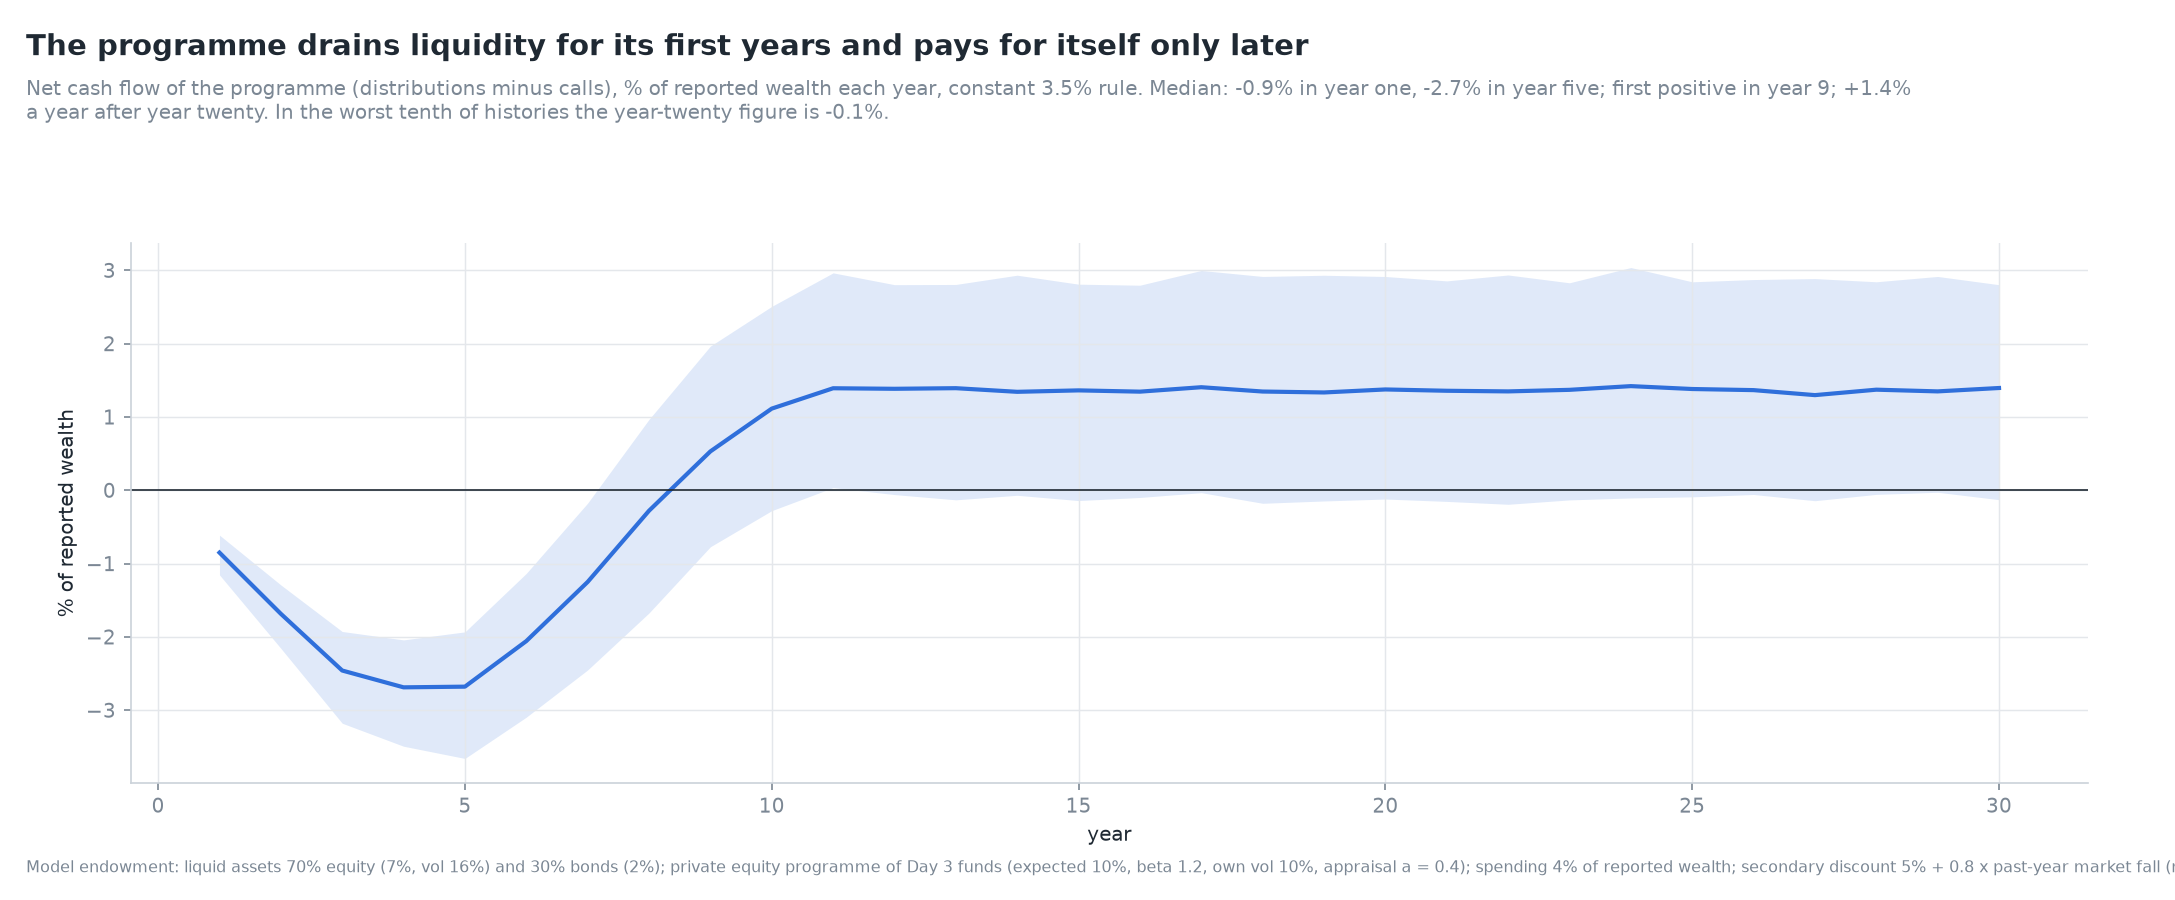 The programme drains liquidity for its first years and pays for itself only later
Net cash flow of the programme (distributions minus calls), % of reported wealth each year, constant 3.5% rule. Median: -0.9% in year one, -2.7% in year five; first positive in year 9; +1.4%
a year after year twenty. In the worst tenth of histories the year-twenty figure is -0.1%.
% of reported wealth
3
2
1
0
−1
−2
−3
0 5 10 15 20 25 30
year
Model endowment: liquid assets 70% equity (7%, vol 16%) and 30% bonds (2%); private equity programme of Day 3 funds (expected 10%, beta 1.2, own vol 10%, appraisal a = 0.4); spending 4% of reported wealth; secondary discount 5% + 0.8 x past-year market fall (